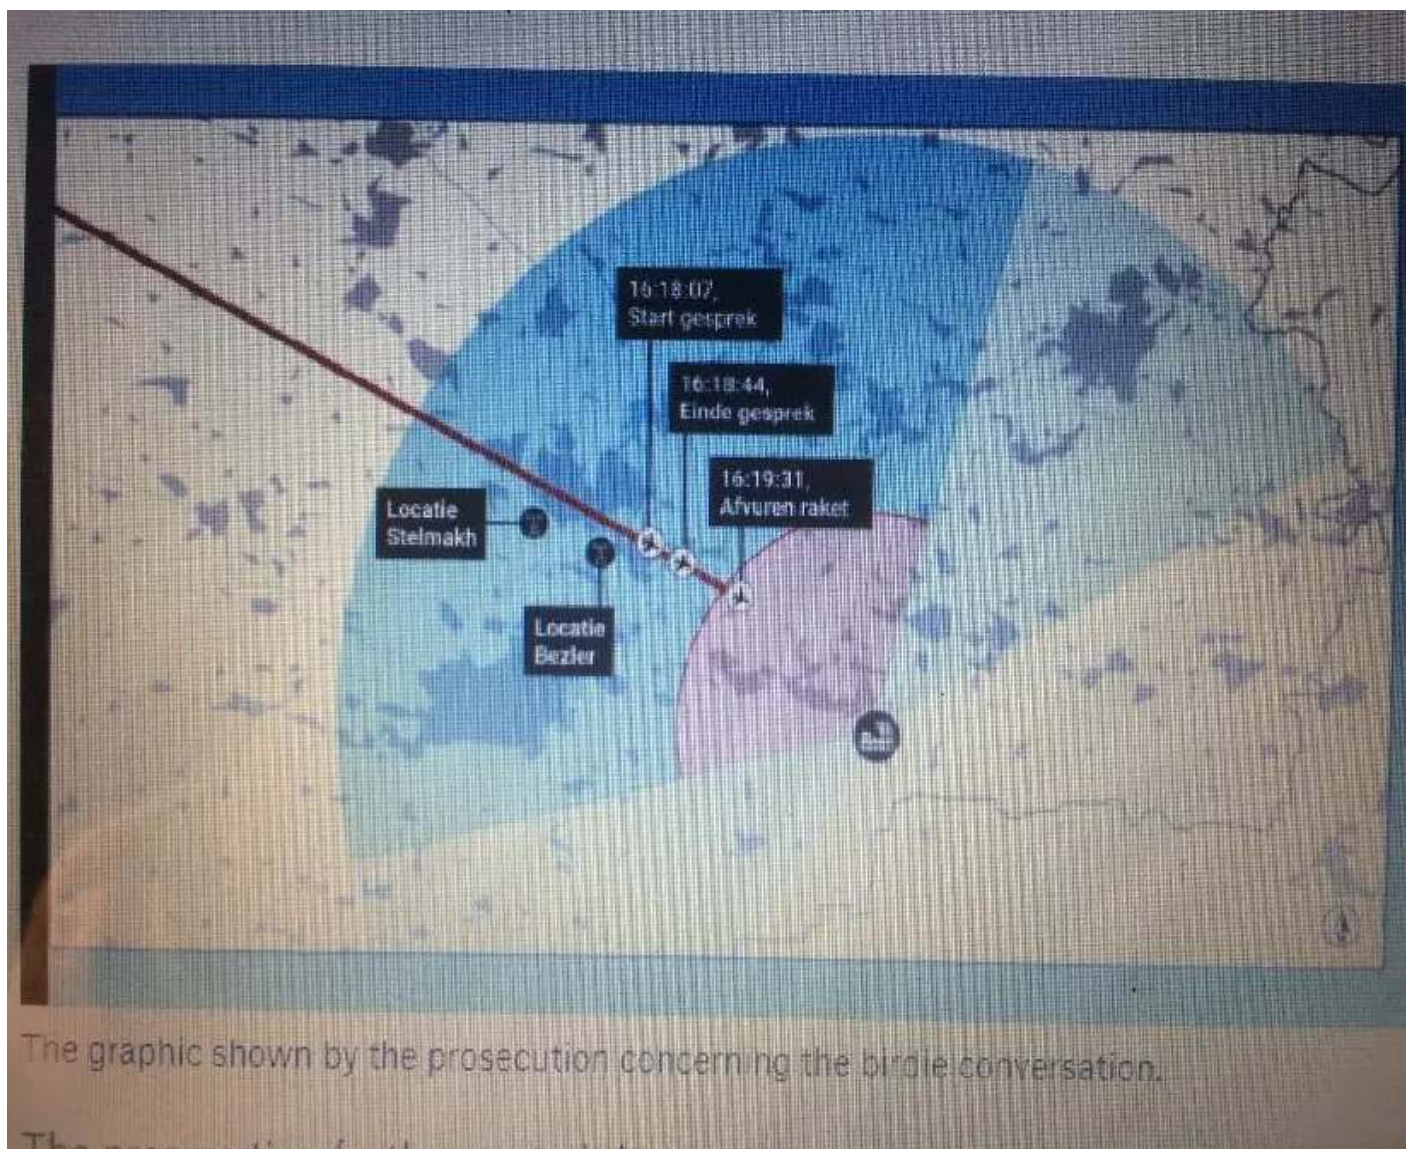 16:18:07,
Start gesprek
16:18:44,
Einde gesprek
16:19:31,
Afvuren raket
Locatie
Stelmakh
Locatie
Bezler
The graphic shown by the prosecution concerning the birdie conversation.
The